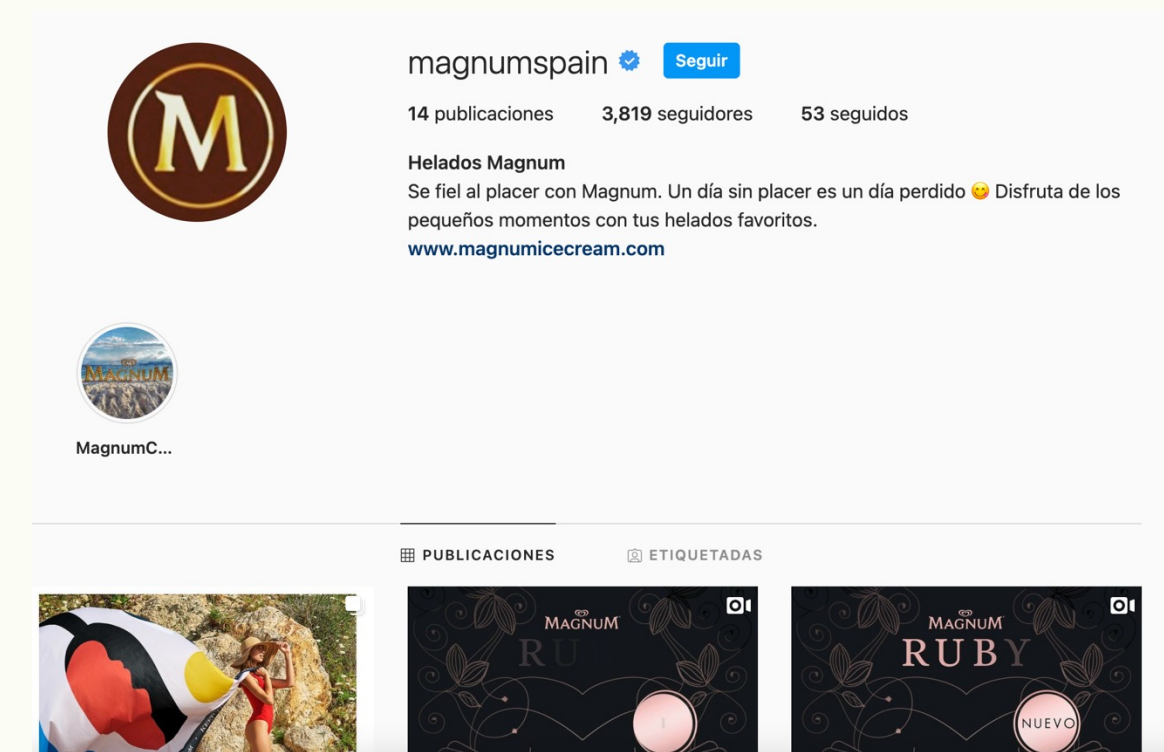 M
magnumspain Seguir
14 publicaciones 3,819 seguidores 53 seguidos
Helados Magnum
Se fiel al placer con Magnum. Un día sin placer es un día perdido 😋 Disfruta de los
pequeños momentos con tus helados favoritos.
www.magnumicecream.com
MAGNUM
MagnumC...
PUBLICACIONES ETIQUETADAS
MAGNUM
RU
MAGNUM
RUBY
NUEVO